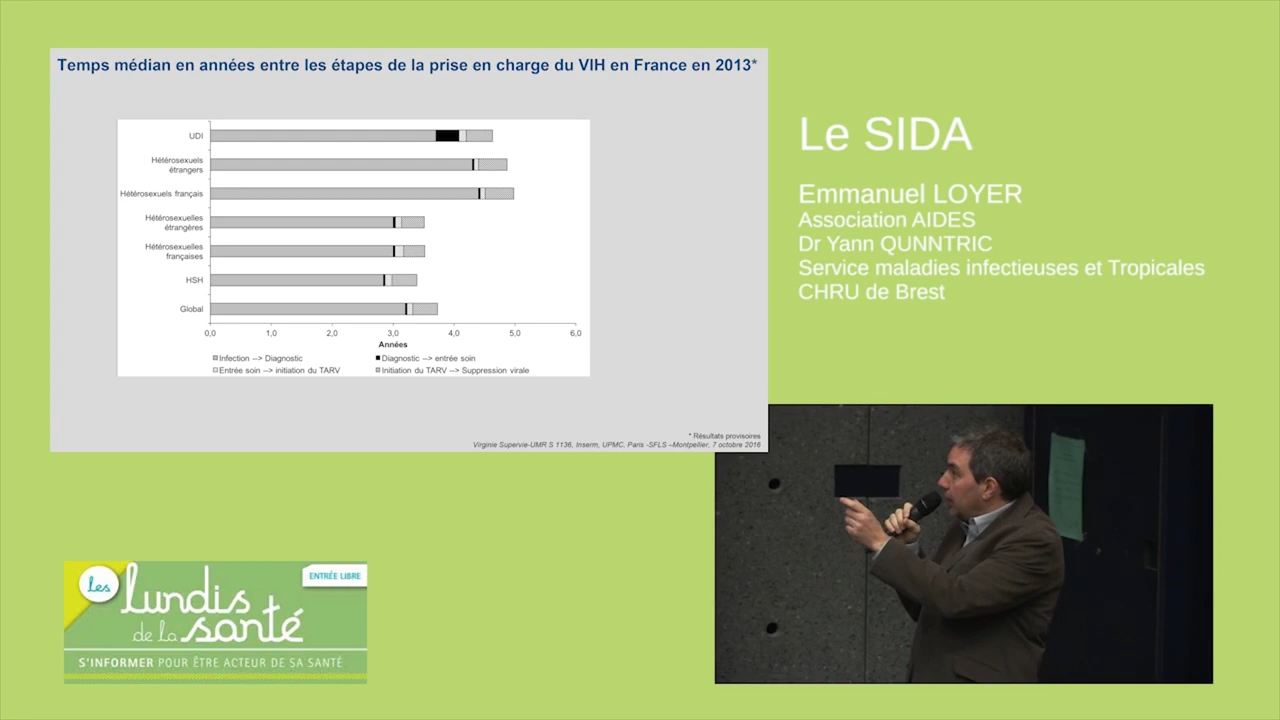 Temps médian en années entre les étapes de la prise en charge du VIH en France en 2013*
UDI
Hétérosexuels
étrangers
Hétérosexuels français
Hétérosexuelles
étrangères
Hétérosexuelles
françaises
HSH
Global
0,0 1,0 2,0 3,0 4,0 5,0 6,0
Années
Infection --> Diagnostic
Diagnostic --> entrée soin
Entrée soin --> initiation du TARV
Initiation du TARV --> Suppression virale
* Résultats provisoires
Virginie Supervie-UMR S 1136, Inserm, UPMC, Paris -SFLS –Montpellier, 7 octobre 2016
Le SIDA
Emmanuel LOYER
Association AIDES
Dr Yann QUNNTRIC
Service maladies infectieuses et Tropicales
CHRU de Brest
les
lundis
de la santé
ENTRÉE LIBRE
S'INFORMER POUR ÊTRE ACTEUR DE SA SANTÉ